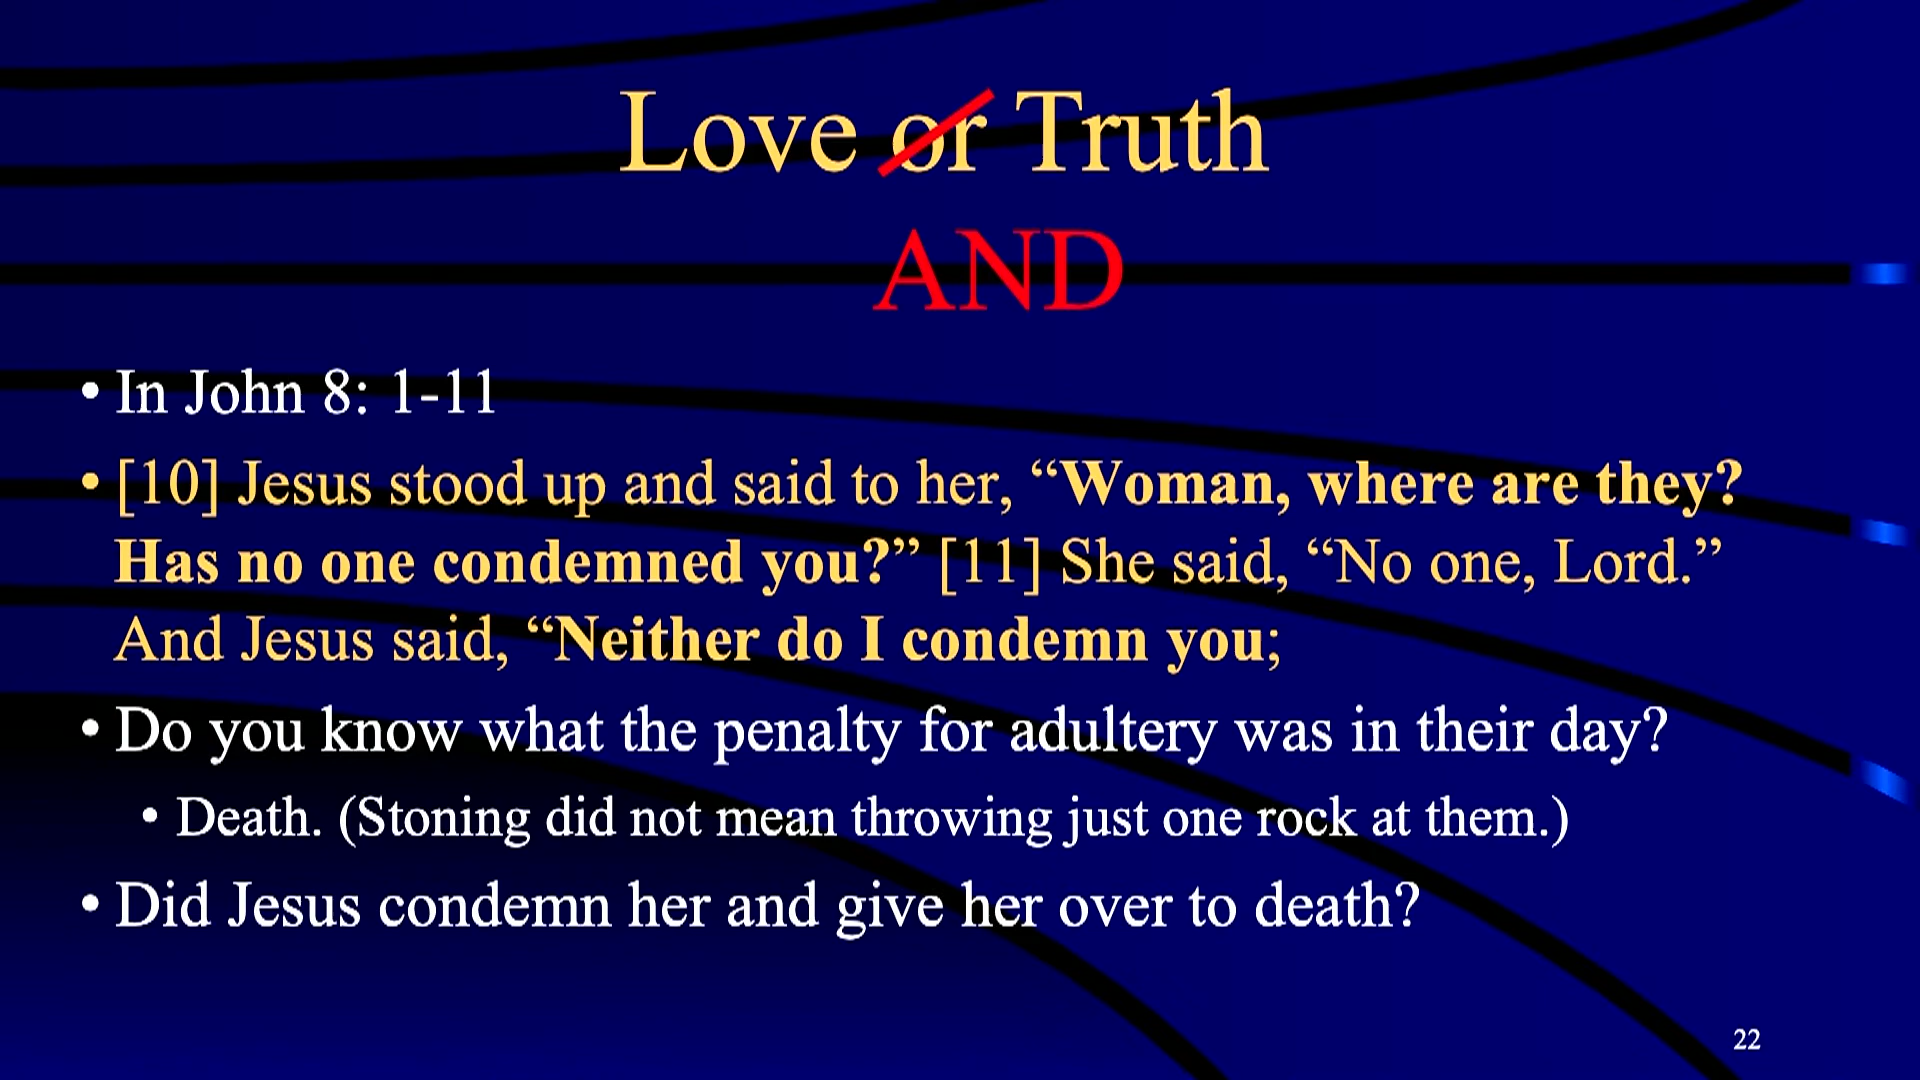 Love or Truth
AND
• In John 8: 1-11
• [10] Jesus stood up and said to her, “Woman, where are they?
Has no one condemned you?” [11] She said, “No one, Lord.”
And Jesus said, “Neither do I condemn you;
• Do you know what the penalty for adultery was in their day?
• Death. (Stoning did not mean throwing just one rock at them.)
• Did Jesus condemn her and give her over to death?
22